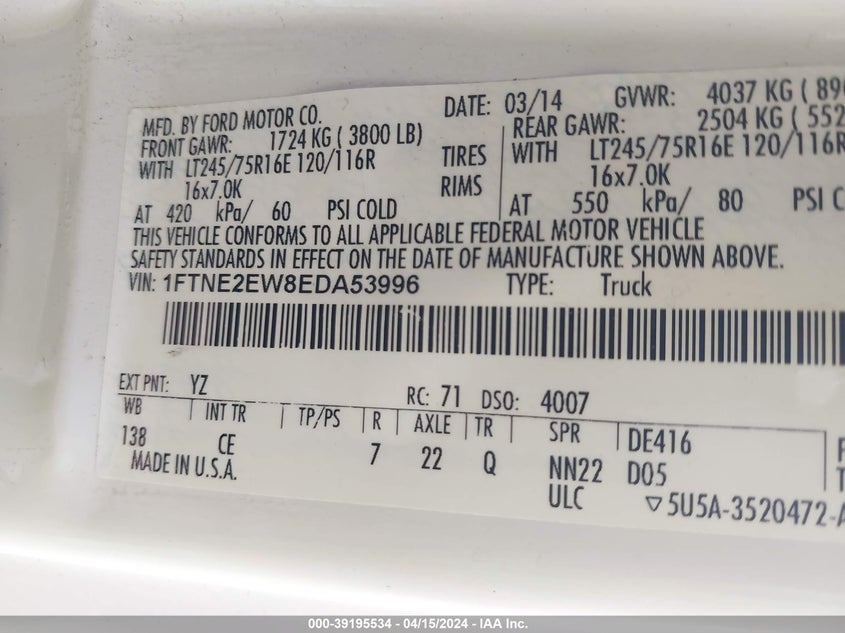 MFD. BY FORD MOTOR CO.
DATE: 03/14 GVWR: 4037 KG (
FRONT GAWR: 1724 KG ( 3800 LB)
REAR GAWR: 2504 KG (
WITH LT245/75R16E 120/116R TIRES WITH LT245/75R16E 120/116R
16x7.0K RIMS 16x7.0K
AT 420 kPa/ 60 PSI COLD AT 550 kPa/ 80 PSI
THIS VEHICLE CONFORMS TO ALL APPLICABLE FEDERAL MOTOR VEHICLE
SAFETY STANDARDS IN EFFECT ON THE DATE OF MANUFACTURE SHOWN ABOVE.
VIN: 1FTNE2EW8EDA53996 TYPE: Truck
EXT PNT: YZ RC: 71 DSO: 4007
WB INT TR TP/PS R AXLE TR SPR DE416
138 CE 7 22 Q NN22 D05
MADE IN U.S.A. ULC ▽5U5A-3520472-
000-39195534 - 04/15/2024 - IAA Inc.